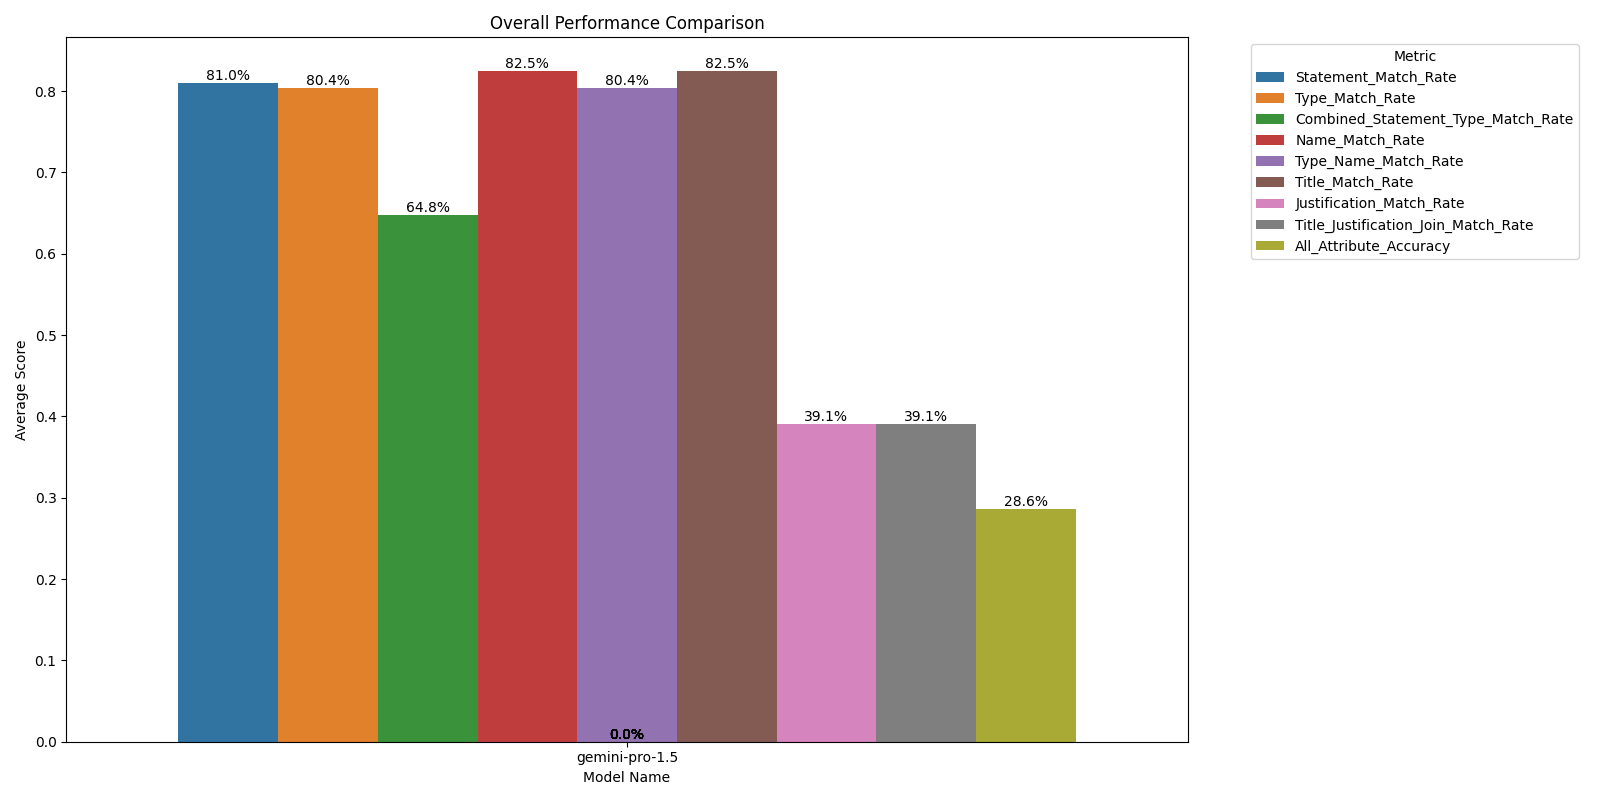 Overall Performance Comparison
Average Score
0.8
0.7
0.6
0.5
0.4
0.3
0.2
0.1
0.0
81.0%
80.4%
64.8%
82.5%
80.4%
82.5%
39.1%
39.1%
28.6%
0.0%
gemini-pro-1.5
Model Name
Metric
Statement_Match_Rate
Type_Match_Rate
Combined_Statement_Type_Match_Rate
Name_Match_Rate
Type_Name_Match_Rate
Title_Match_Rate
Justification_Match_Rate
Title_Justification_Join_Match_Rate
All_Attribute_Accuracy